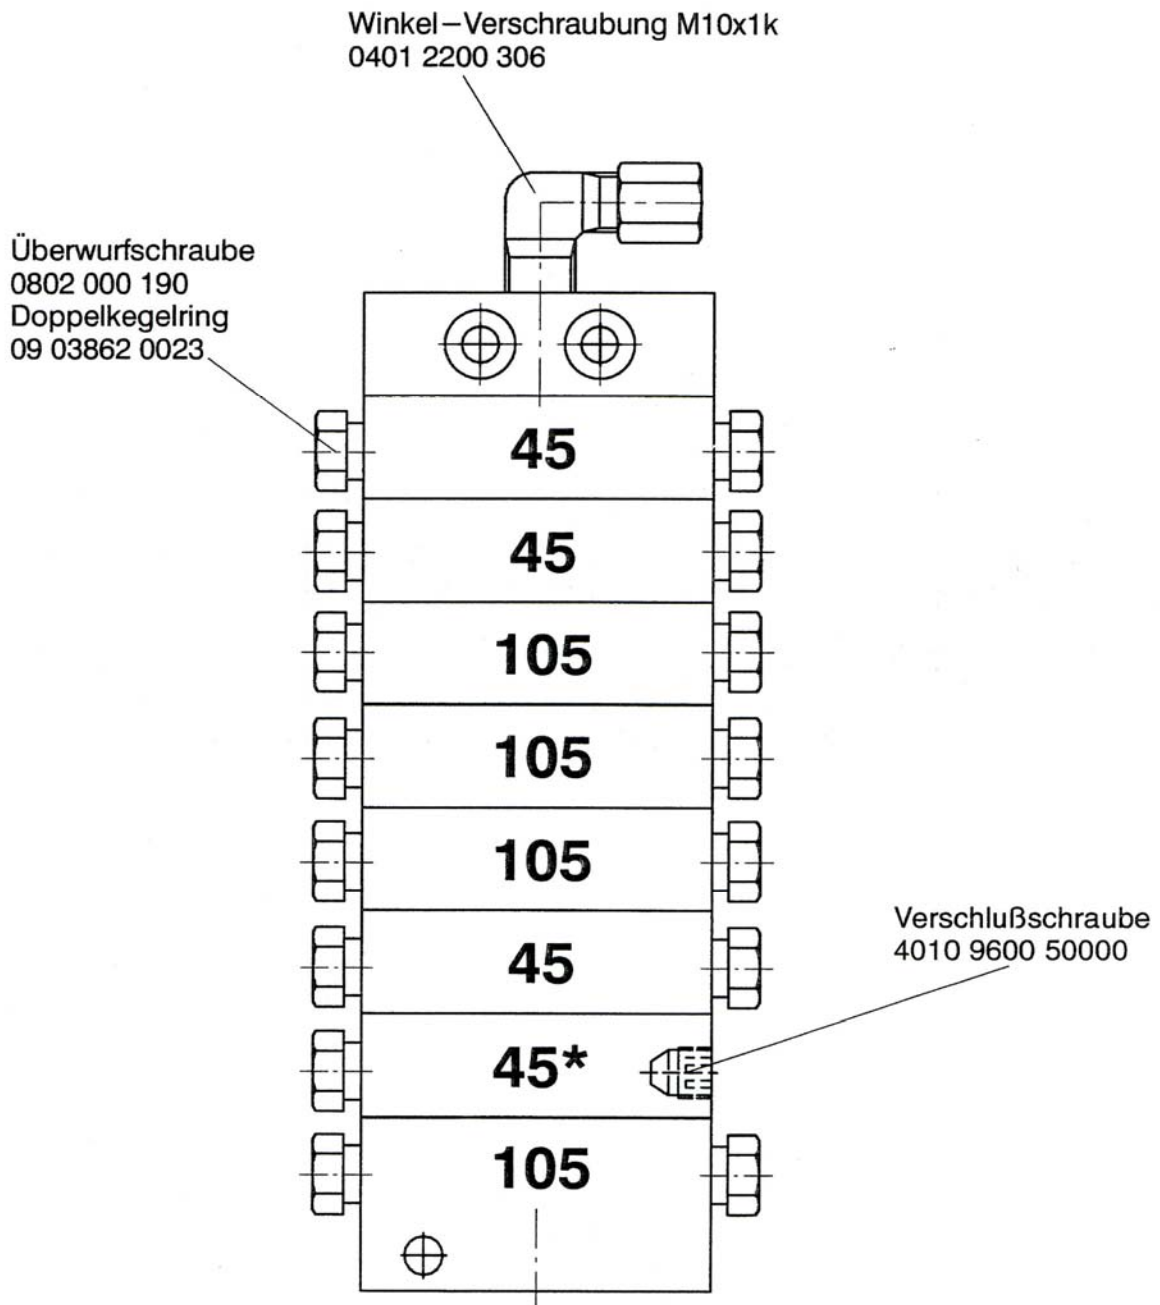 Winkel-Verschraubung M10x1k
0401 2200 306
Überwurfschraube
0802 000 190
Doppelkegelring
09 03862 0023
45
45
105
105
105
45
Verschlußschraube
4010 9600 50000
45*
105